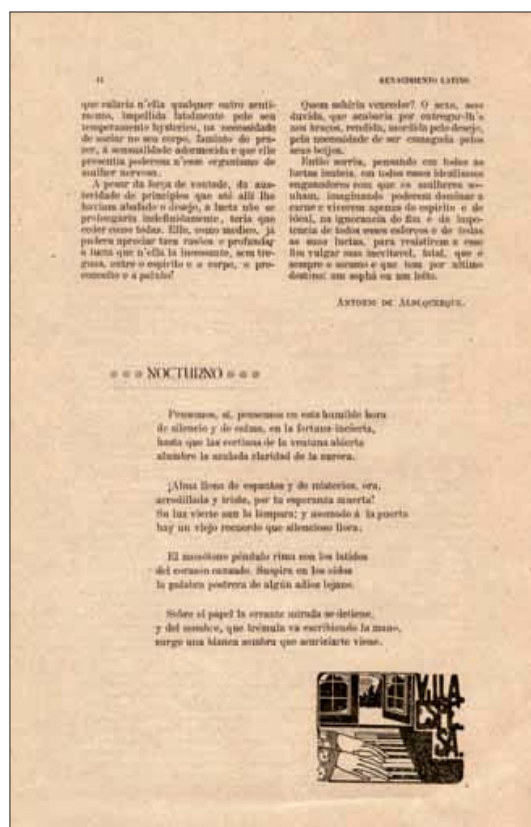 RENACIMIENTO LATINO
que calaria n'ella qualquer outro senti-
mento, impellida fatalmente pelo seu
temperamento hysterico, na necessidade
de saciar no seu corpo, faminto de pra-
zer, a sensualidade adormecida e que elle
presentia poderosa n'esse organismo de
mulher nervosa.
A pesar da força de vontade, da aus-
teridade de principios que até alli lhe
haviam abafado o desejo, a lucta não se
prolongaria indefinidamente, teria que
ceder como todas. Elle, como medico, já
pudera apreciar taes razões e profundar
a lucta que n'ella ia incessante, sem tre-
guas, entre o espirito e o corpo, o pre-
conceito e a paixão!
Quem sahiria vencedor? O sexo, sem
duvida, que acabaria por entregar-lh'a
nos braços, rendida, mordida pelo desejo,
pela necessidade de ser esmagada pelos
seus beijos.
Então sorria, pensando em todas as
luctas inuteis, em todos esses idealismos
enganadores com que as mulheres so-
nham, imaginando poderem dominar a
carne e viverem apenas do espirito e do
ideal, na ignorancia do fim e da impo-
tencia de todos esses esforços e de todas
as suas luctas, para resistirem a esse
fim vulgar mas inevitavel, fatal, que é
sempre o mesmo e que tem por ultimo
destino: um sophá ou um leito.
ANTONIO DE ALBUQUERQUE.
NOCTURNO
Pensemos, sí, pensemos en esta humilde hora
de silencio y de calma, en la fortuna incierta,
hasta que las cortinas de la ventana abierta
alumbre la azulada claridad de la aurora.
¡Alma llena de espantos y de misterios, ora,
arrodillada y triste, por tu esperanza muerta!
Su luz vierte aun la lámpara; y asomado á la puerta
hay un viejo recuerdo que silencioso llora.
El monótono péndulo rima con los latidos
del corazón cansado. Suspira en los oídos
la palabra postrera de algún adios lejano.
Sobre el papel la errante mirada se detiene,
y del nombre, que trémula va escribiendo la mano,
surge una blanca sombra que acariciarte viene.
VILLA
ESPE
SA.